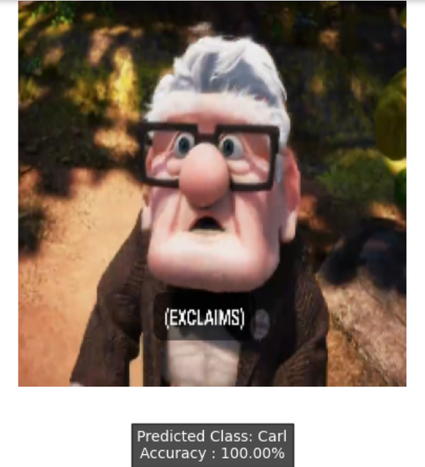 (EXCLAIMS)
Predicted Class: Carl
Accuracy : 100.00%